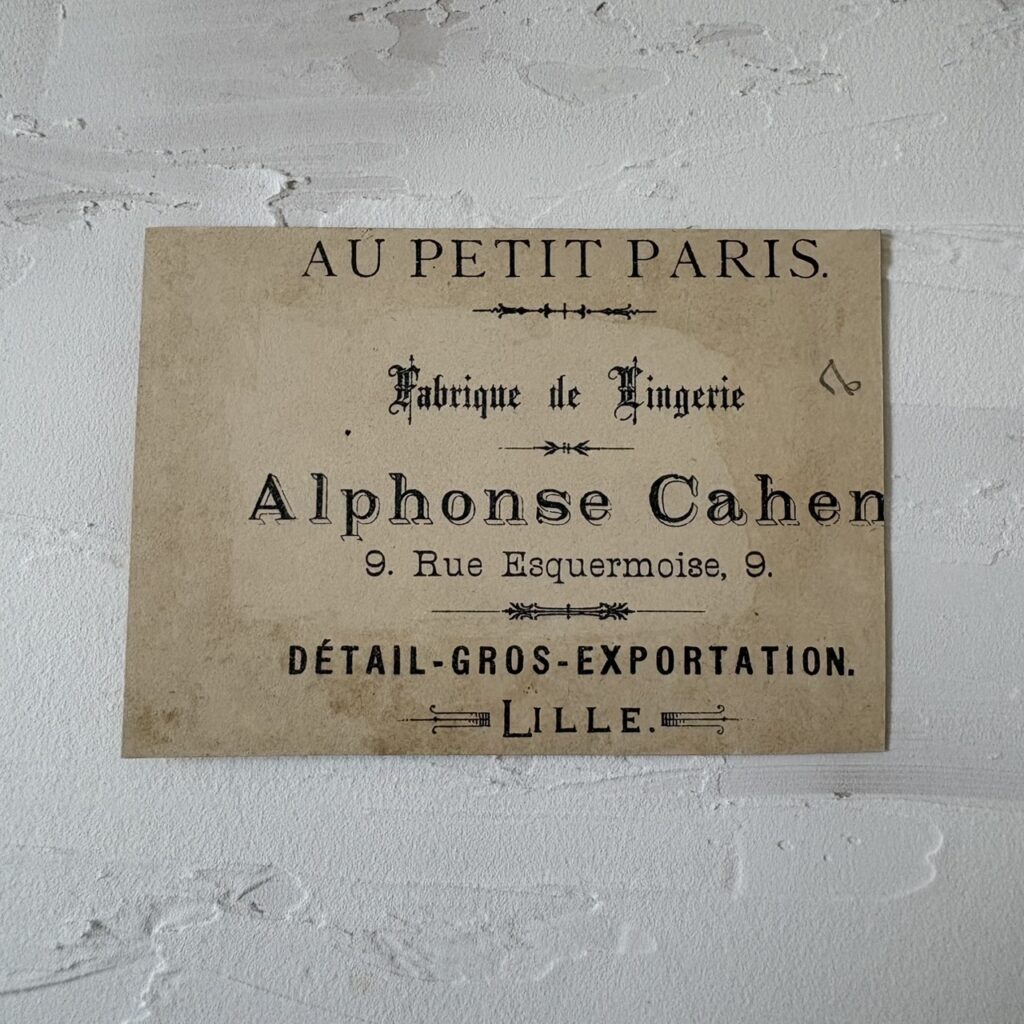 AU PETIT PARIS.
Fabrique de Lingerie
Alphonse Cahen
9. Rue Esquermoise, 9.
DÉTAIL-GROS-EXPORTATION.
LILLE.